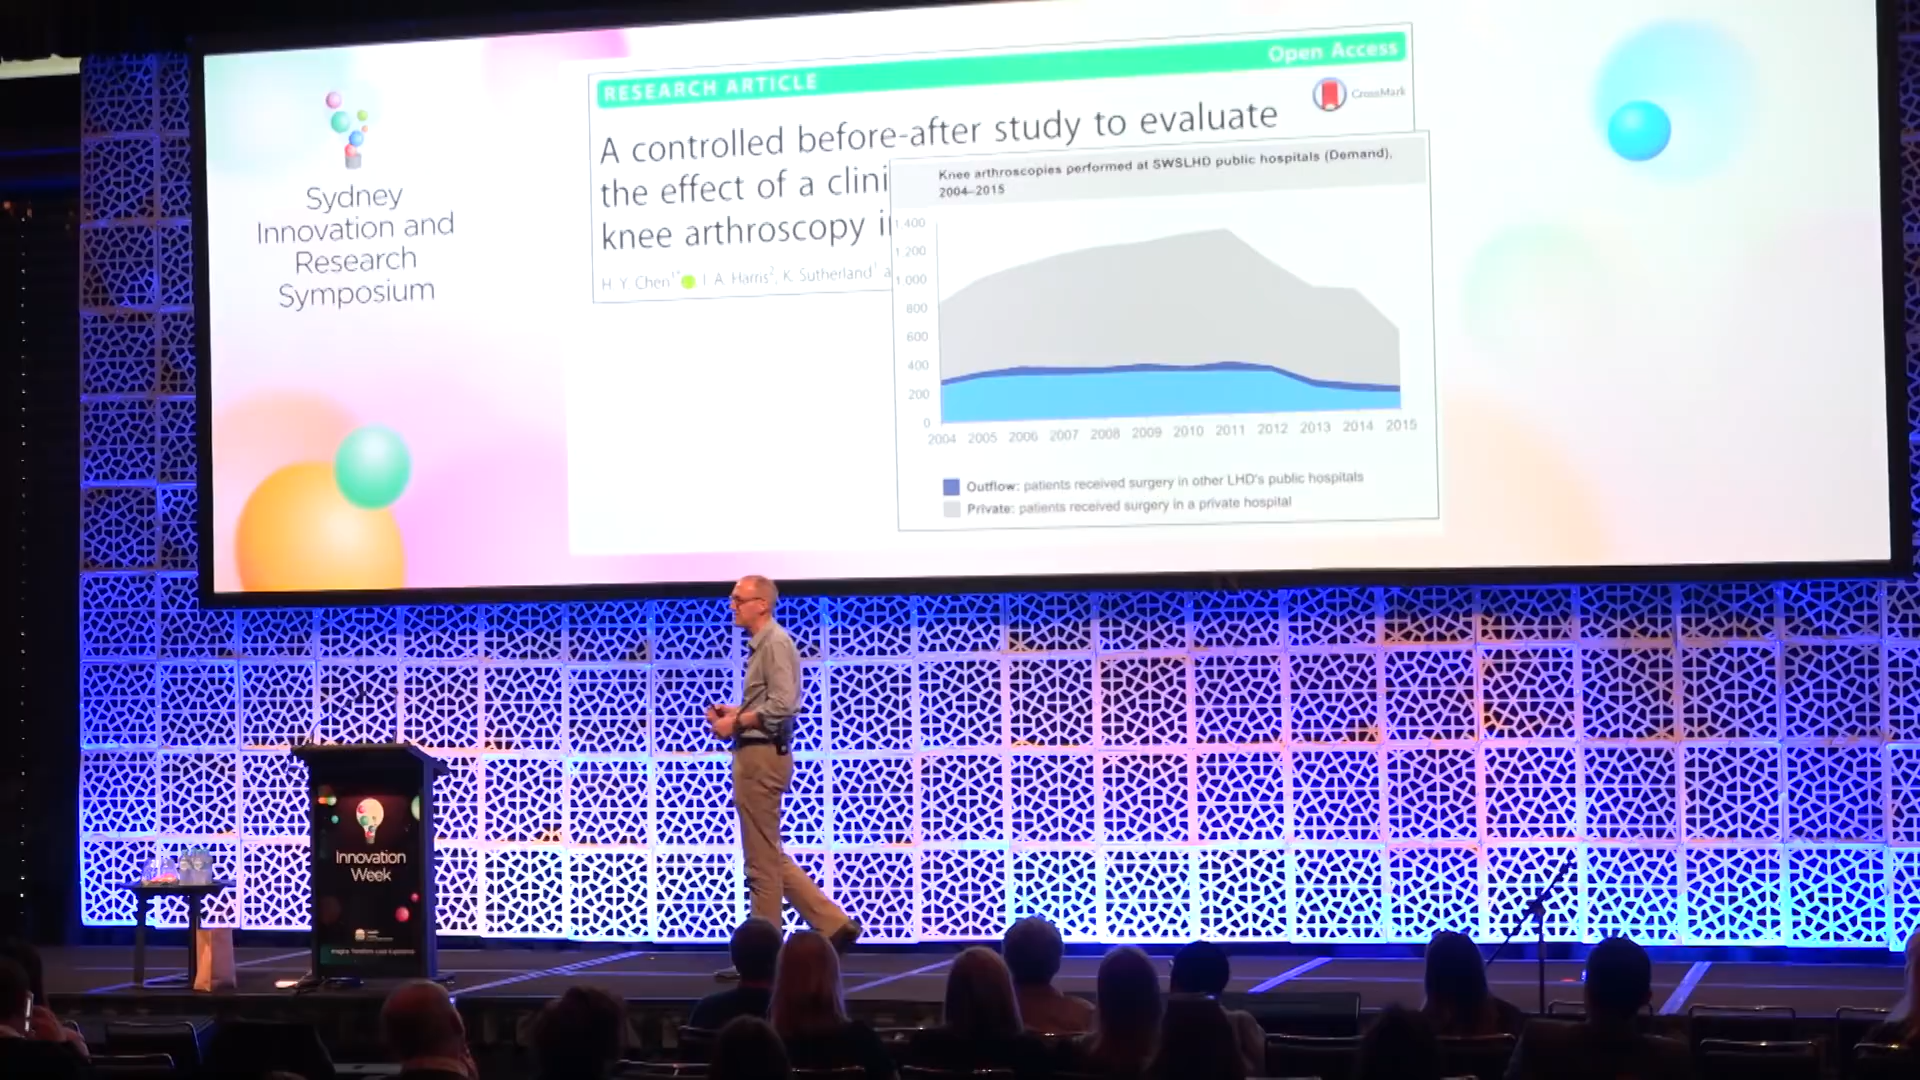 Sydney
Innovation and
Research
Symposium
RESEARCH ARTICLE
Open Access
CrossMark
A controlled before-after study to evaluate
the effect of a clini
knee arthroscopy i
H. Y. Chen1*, I. A. Harris2, K. Sutherland1 a
Knee arthroscopies performed at SWSLHD public hospitals (Demand),
2004–2015
1 400
1 200
1 000
800
600
400
200
0
2004 2005 2006 2007 2008 2009 2010 2011 2012 2013 2014 2015
Outflow: patients received surgery in other LHD's public hospitals
Private: patients received surgery in a private hospital
Innovation
Week